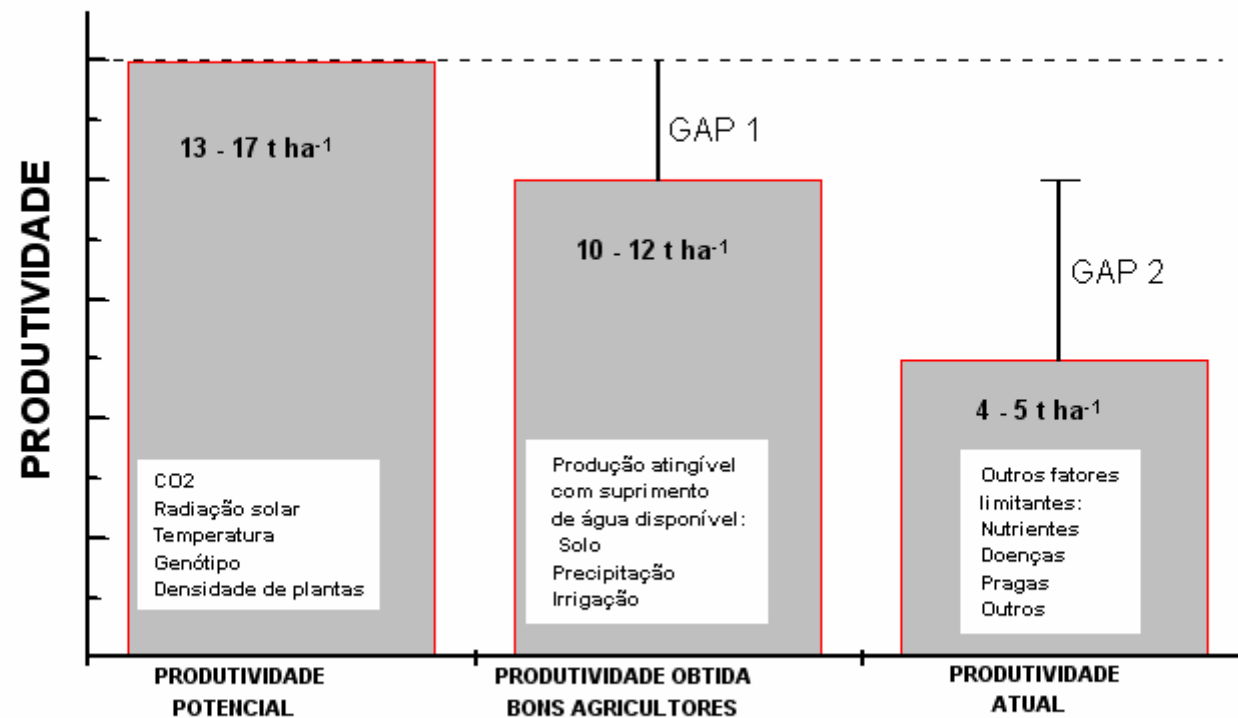 PRODUTIVIDADE
13 - 17 t ha-1
CO2
Radiação solar
Temperatura
Genótipo
Densidade de plantas
GAP 1
10 - 12 t ha-1
Produção atingível
com suprimento
de água disponível:
Solo
Precipitação
Irrigação
GAP 2
4 - 5 t ha-1
Outros fatores
limitantes:
Nutrientes
Doenças
Pragas
Outros
PRODUTIVIDADE
POTENCIAL
PRODUTIVIDADE OBTIDA
BONS AGRICULTORES
PRODUTIVIDADE
ATUAL